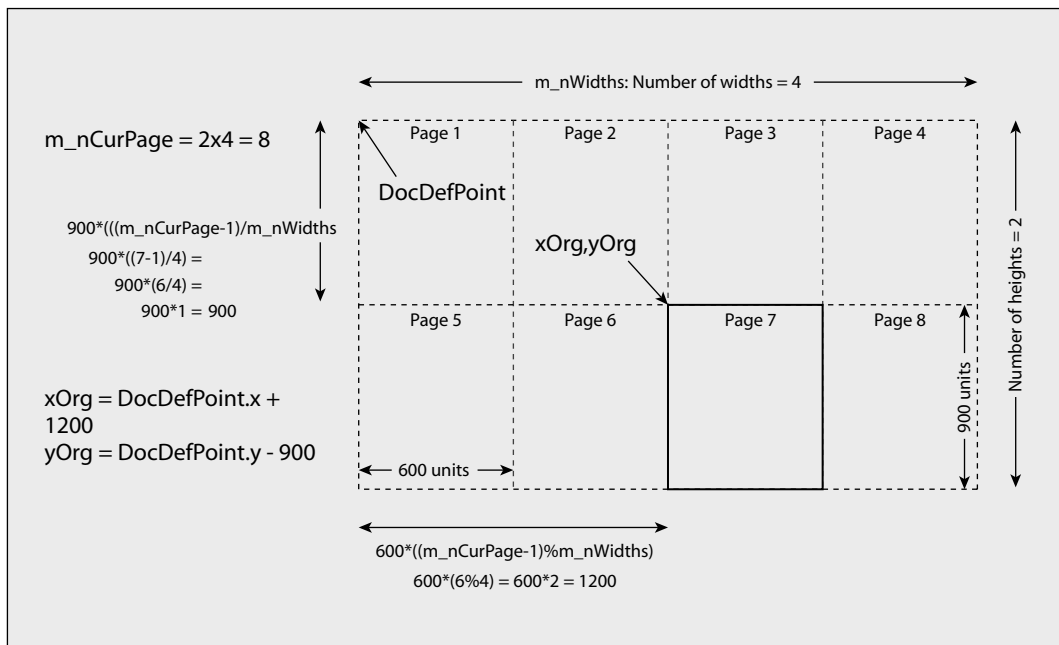 m_nWidths: Number of widths = 4
m_nCurPage = 2x4 = 8
Page 1
Page 2
Page 3
Page 4
DocDefPoint
900*(((m_nCurPage-1)/m_nWidths
900*((7-1)/4) =
900*(6/4) =
900*1 = 900
xOrg,yOrg
Number of heights = 2
Page 5
Page 6
Page 7
Page 8
900 units
xOrg = DocDefPoint.x +
1200
yOrg = DocDefPoint.y - 900
600 units
600*((m_nCurPage-1)%m_nWidths)
600*(6%4) = 600*2 = 1200